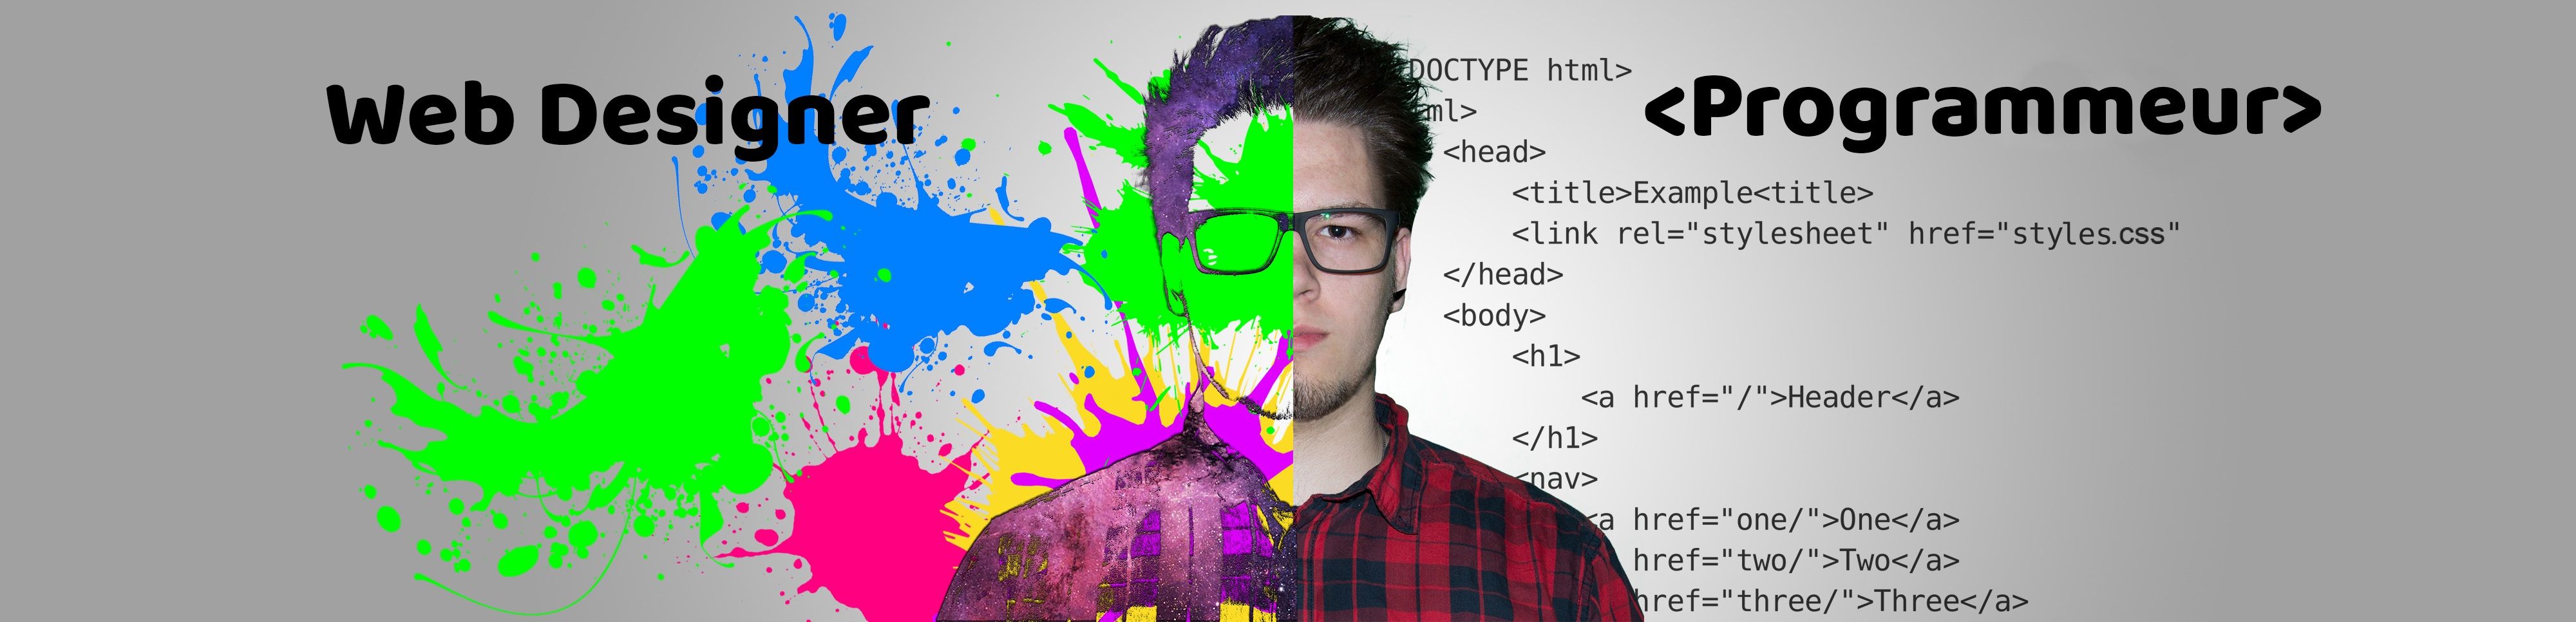 Web Designer
<Programmeur>
DOCTYPE html>
ml>
<head>
<title>Example<title>
<link rel="stylesheet" href="styles.css"
</head>
<body>
<h1>
<a href="/">Header</a>
</h1>
<nav>
<a href="one/">One</a>
href="two/">Two</a>
href="three/">Three</a>